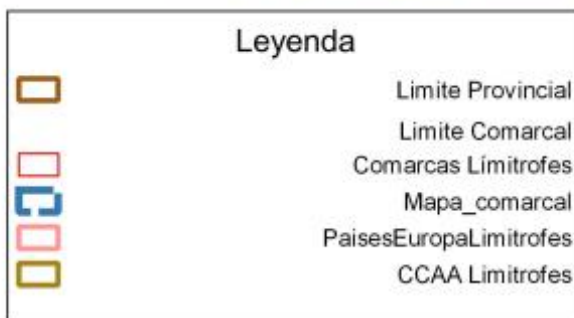 Leyenda
Limite Provincial
Limite Comarcal
Comarcas Límitrofes
Mapa_comarcal
PaisesEuropaLimitrofes
CCAA Limitrofes